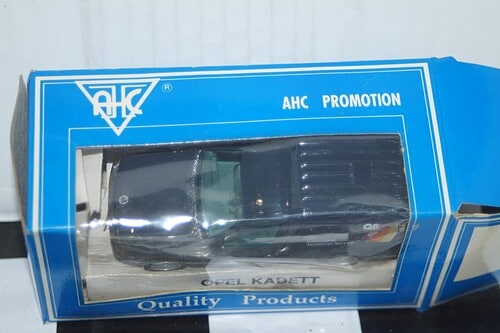 AHC ®
AHC PROMOTION
OPEL KADETT
Quality Products